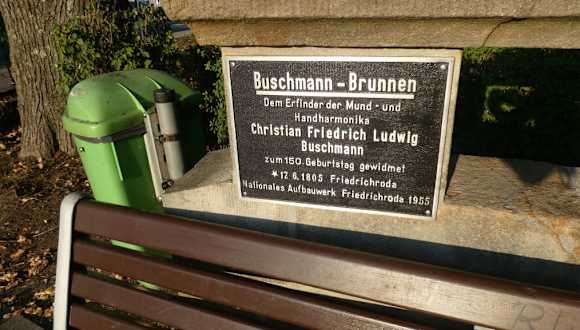 Buschmann-Brunnen
Dem Erfinder der Mund- und
Handharmonika
Christian Friedrich Ludwig
Buschmann
zum 150. Geburtstag gewidmet
* 17. 6. 1805 Friedrichroda
Nationales Aufbauwerk Friedrichroda 1955